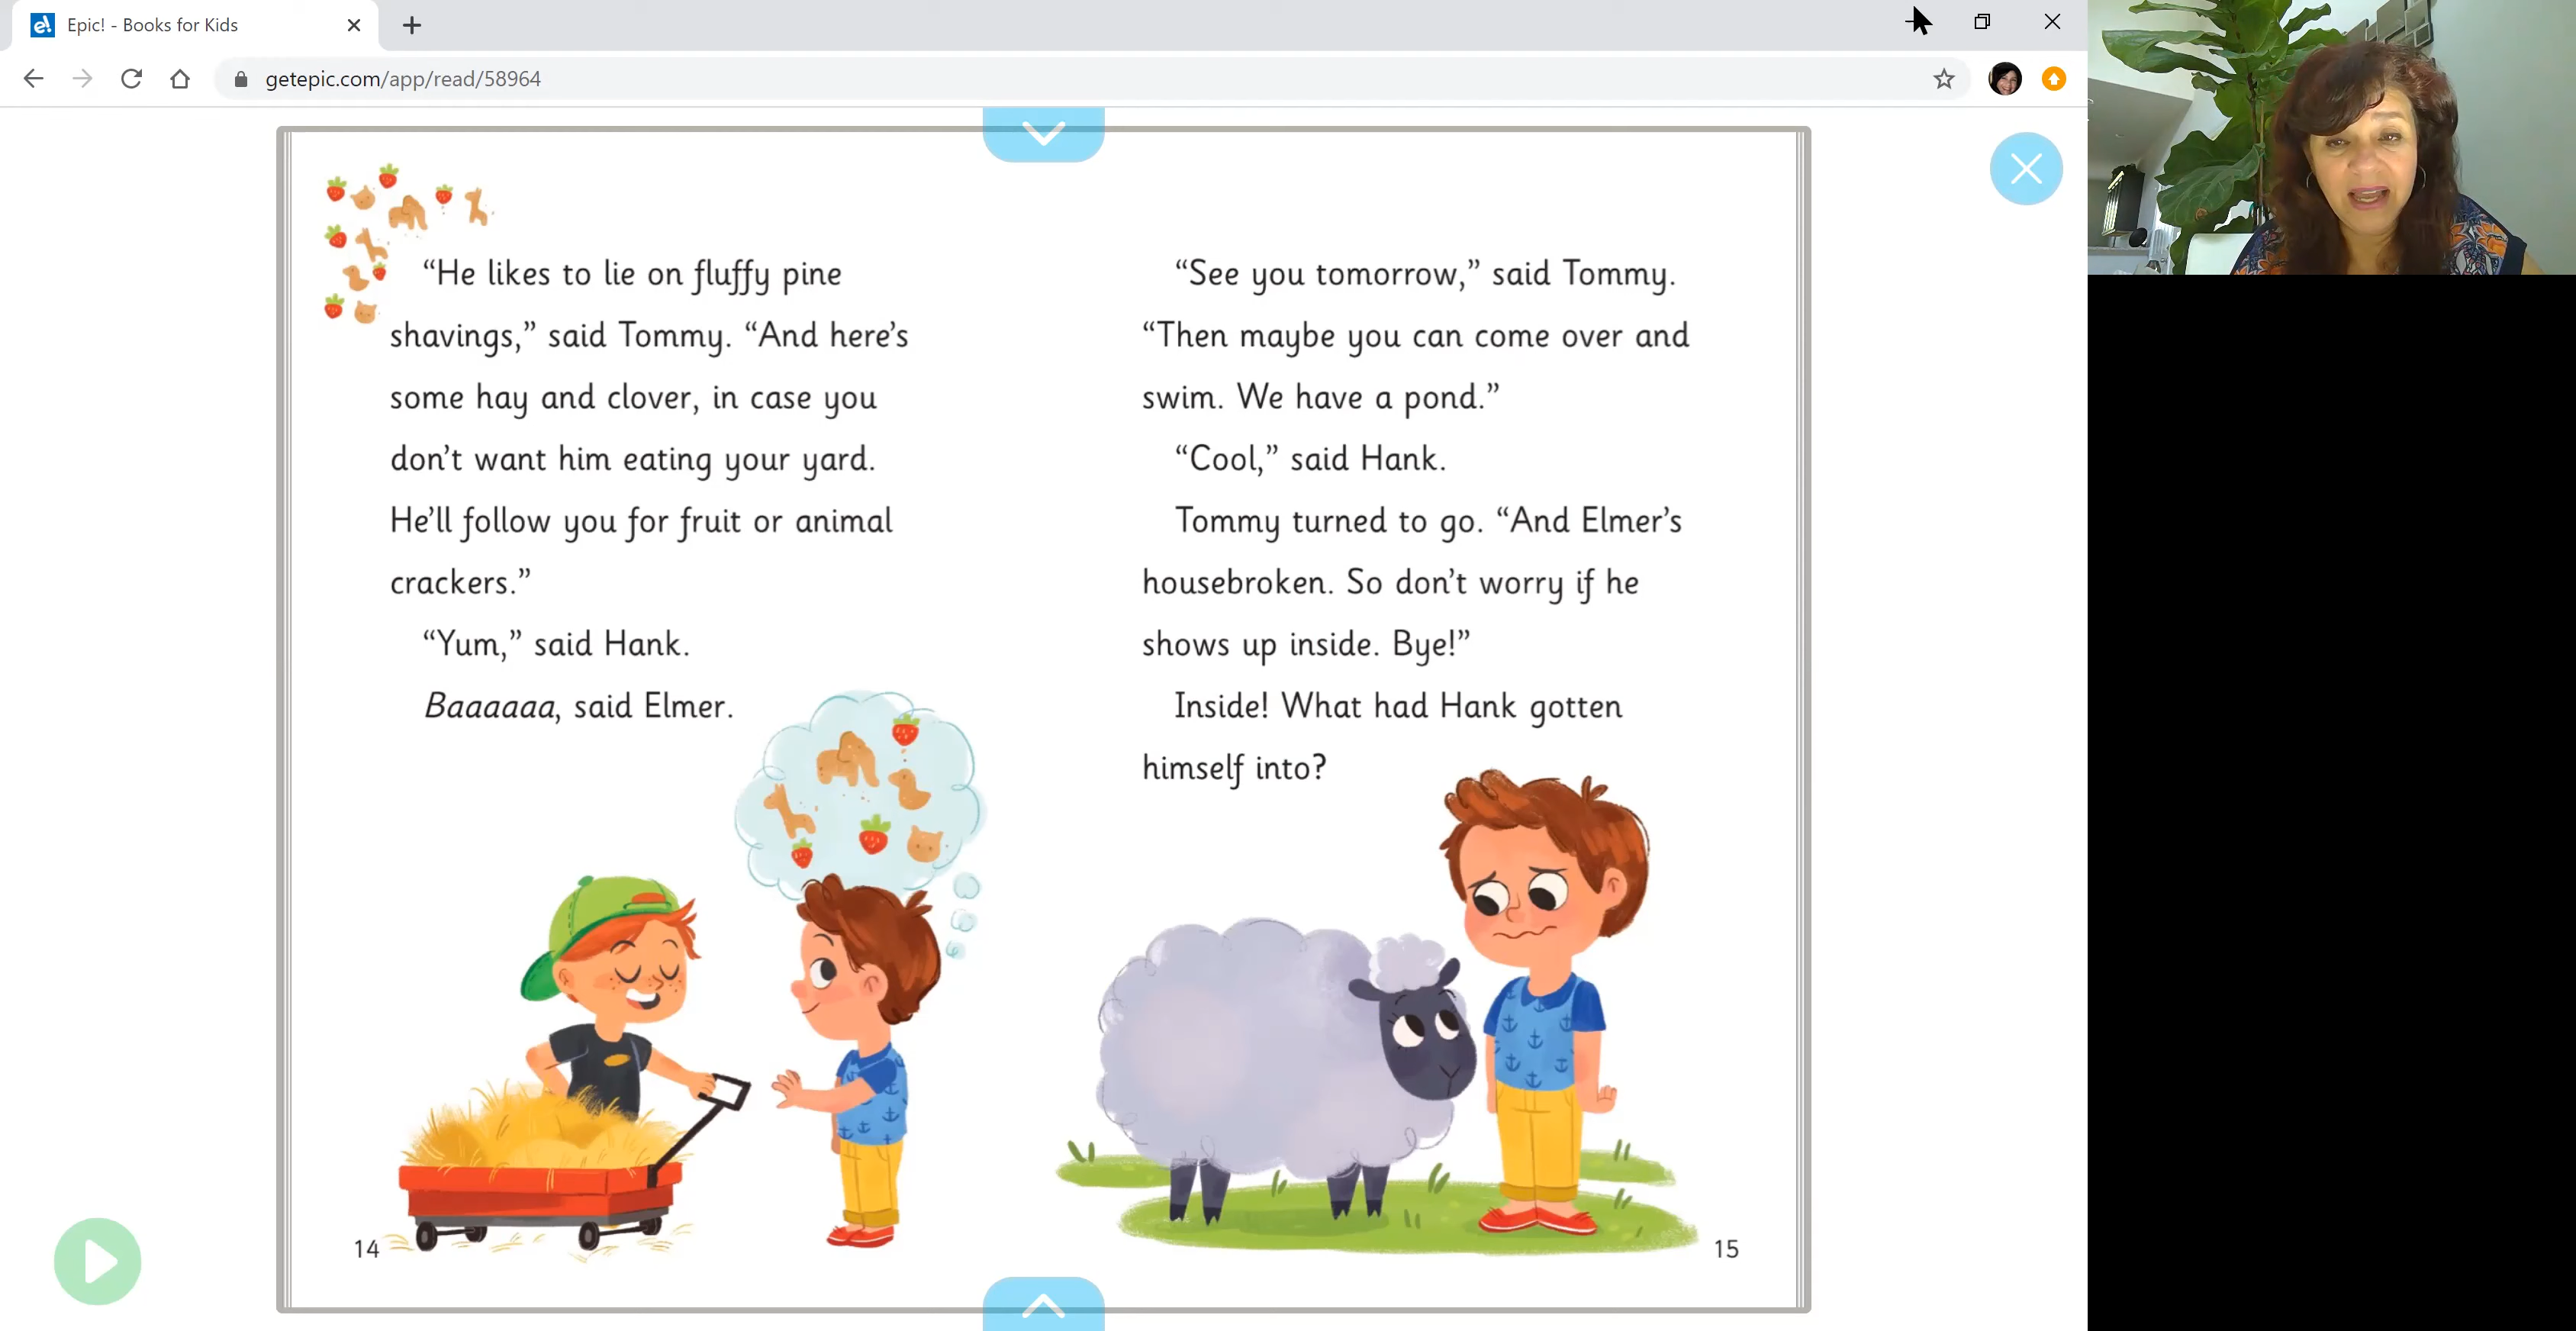 Epic! - Books for Kids
getepic.com/app/read/58964
“He likes to lie on fluffy pine
shavings,” said Tommy. “And here’s
some hay and clover, in case you
don’t want him eating your yard.
He’ll follow you for fruit or animal
crackers.”
“Yum,” said Hank.
Baaaaaa, said Elmer.
14
“See you tomorrow,” said Tommy.
“Then maybe you can come over and
swim. We have a pond.”
“Cool,” said Hank.
Tommy turned to go. “And Elmer’s
housebroken. So don’t worry if he
shows up inside. Bye!”
Inside! What had Hank gotten
himself into?
15